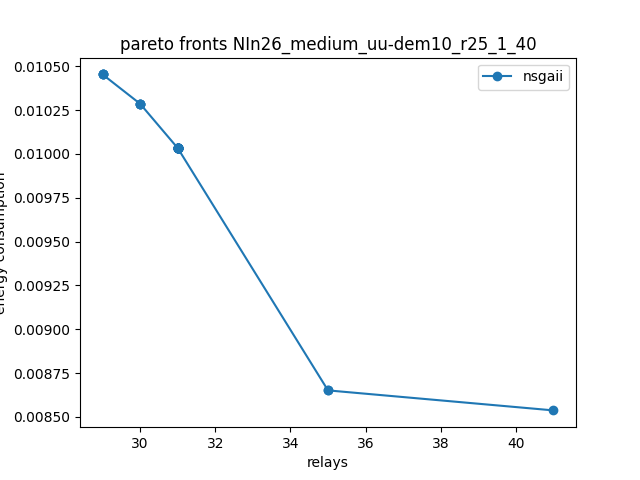 pareto fronts NIn26_medium_uu-dem10_r25_1_40
nsgaii
0.01050
0.01025
0.01000
0.00975
0.00950
0.00925
0.00900
0.00875
0.00850
energy consumption
30 32 34 36 38 40
relays